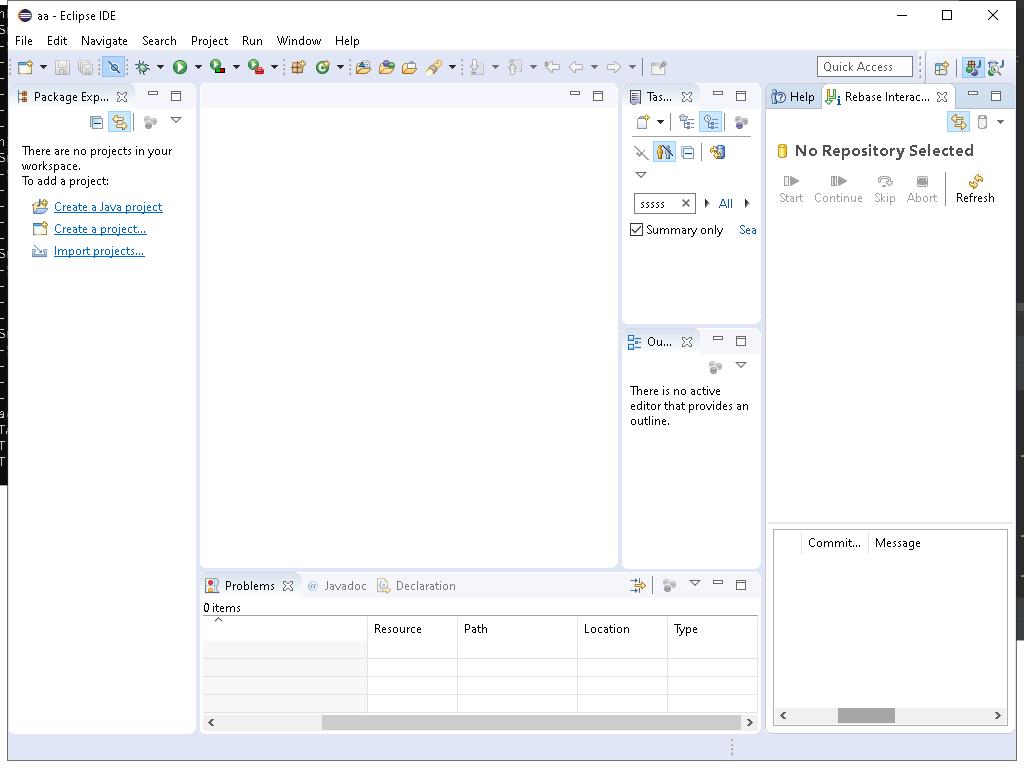 aa - Eclipse IDE
File Edit Navigate Search Project Run Window Help
Quick Access
Package Exp...
There are no projects in your
workspace.
To add a project:
Create a Java project
Create a project...
Import projects...
Tas...
sssss All
Summary only Sea
Ou...
There is no active
editor that provides an
outline.
Help Rebase Interac...
No Repository Selected
Start Continue Skip Abort Refresh
Commit... Message
Problems @ Javadoc Declaration
0 items
Resource Path Location Type